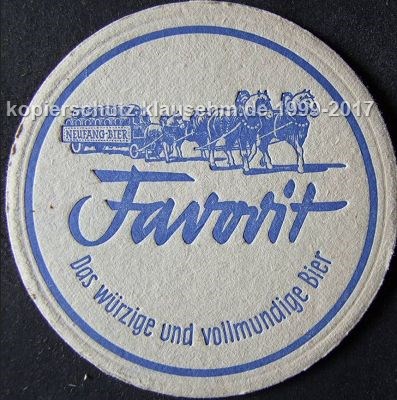 kopierschutz-klausehm.de-1999-2017
NEUFANG-BIER
Favorit
Das würzige und vollmundige Bier